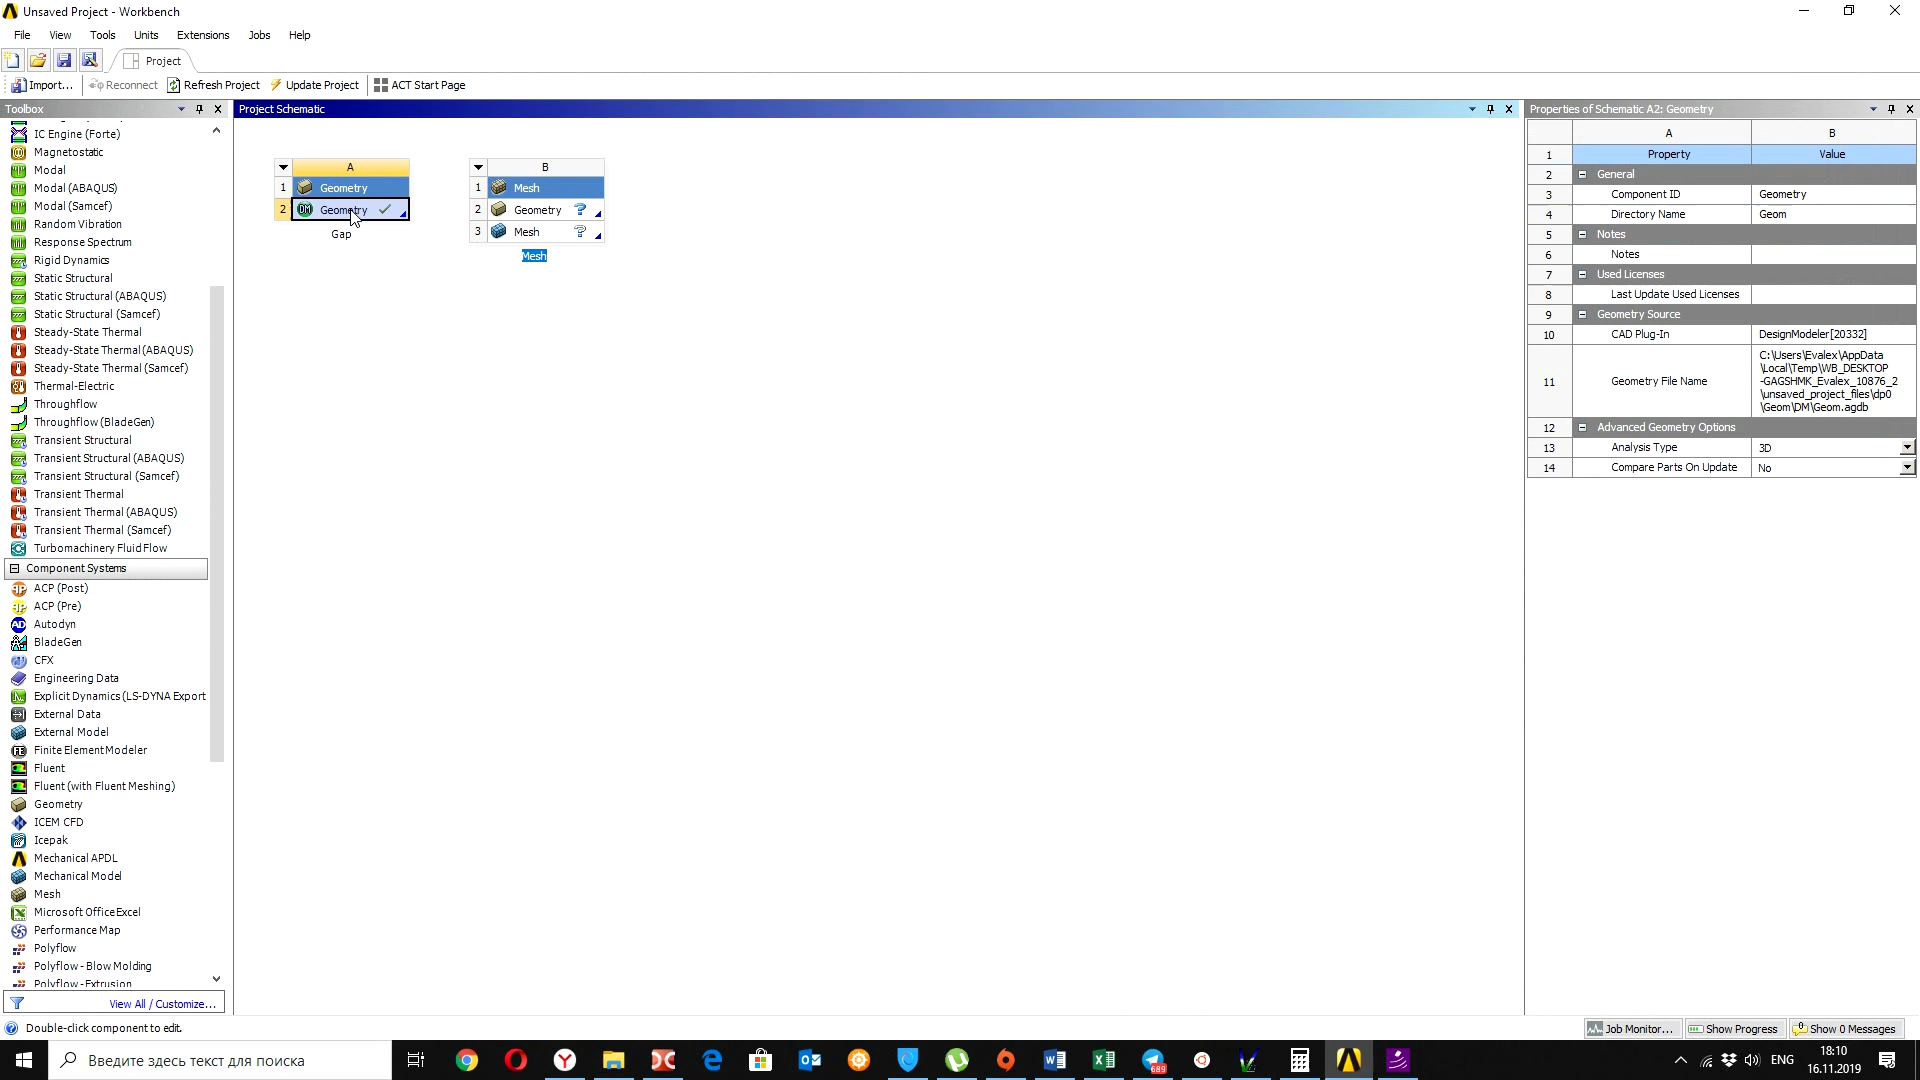 Unsaved Project - Workbench
File View Tools Units Extensions Jobs Help
Project
Import... Reconnect Refresh Project Update Project ACT Start Page
Toolbox
IC Engine (Forte)
Magnetostatic
Modal
Modal (ABAQUS)
Modal (Samcef)
Random Vibration
Response Spectrum
Rigid Dynamics
Static Structural
Static Structural (ABAQUS)
Static Structural (Samcef)
Steady-State Thermal
Steady-State Thermal (ABAQUS)
Steady-State Thermal (Samcef)
Thermal-Electric
Throughflow
Throughflow (BladeGen)
Transient Structural
Transient Structural (ABAQUS)
Transient Structural (Samcef)
Transient Thermal
Transient Thermal (ABAQUS)
Transient Thermal (Samcef)
Turbomachinery Fluid Flow
Component Systems
ACP (Post)
ACP (Pre)
Autodyn
BladeGen
CFX
Engineering Data
Explicit Dynamics (LS-DYNA Export
External Data
External Model
Finite Element Modeler
Fluent
Fluent (with Fluent Meshing)
Geometry
ICEM CFD
Icepak
Mechanical APDL
Mechanical Model
Mesh
Microsoft Office Excel
Performance Map
Polyflow
Polyflow - Blow Molding
Polyflow - Extrusion
View All / Customize...
Project Schematic
A
1 Geometry
2 DM Geometry
Gap
B
1 Mesh
2 Geometry ?
3 Mesh ?
Mesh
Properties of Schematic A2: Geometry
A B
1 Property Value
2 General
3 Component ID Geometry
4 Directory Name Geom
5 Notes
6 Notes
7 Used Licenses
8 Last Update Used Licenses
9 Geometry Source
10 CAD Plug-In DesignModeler[20332]
11 Geometry File Name C:\Users\Evalex\AppData
\Local\Temp\WB_DESKTOP
-GAGSHMK_Evalex_10876_2
\unsaved_project_files\dp0
\Geom\DM\Geom.agdb
12 Advanced Geometry Options
13 Analysis Type 3D
14 Compare Parts On Update No
Double-click component to edit.
Job Monitor... Show Progress Show 0 Messages
Введите здесь текст для поиска
689
ENG
18:10
16.11.2019